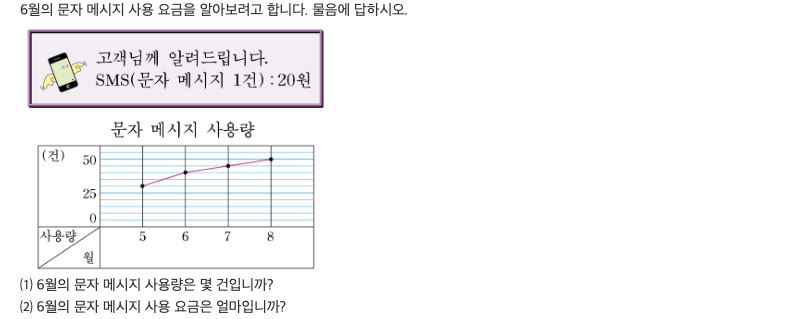 6월의 문자 메시지 사용 요금을 알아보려고 합니다. 물음에 답하시오.
고객님께 알려드립니다.
SMS(문자 메시지 1건) : 20원
문자 메시지 사용량
(건) 50
25
0
사용량 5 6 7 8
월
(1) 6월의 문자 메시지 사용량은 몇 건입니까?
(2) 6월의 문자 메시지 사용 요금은 얼마입니까?